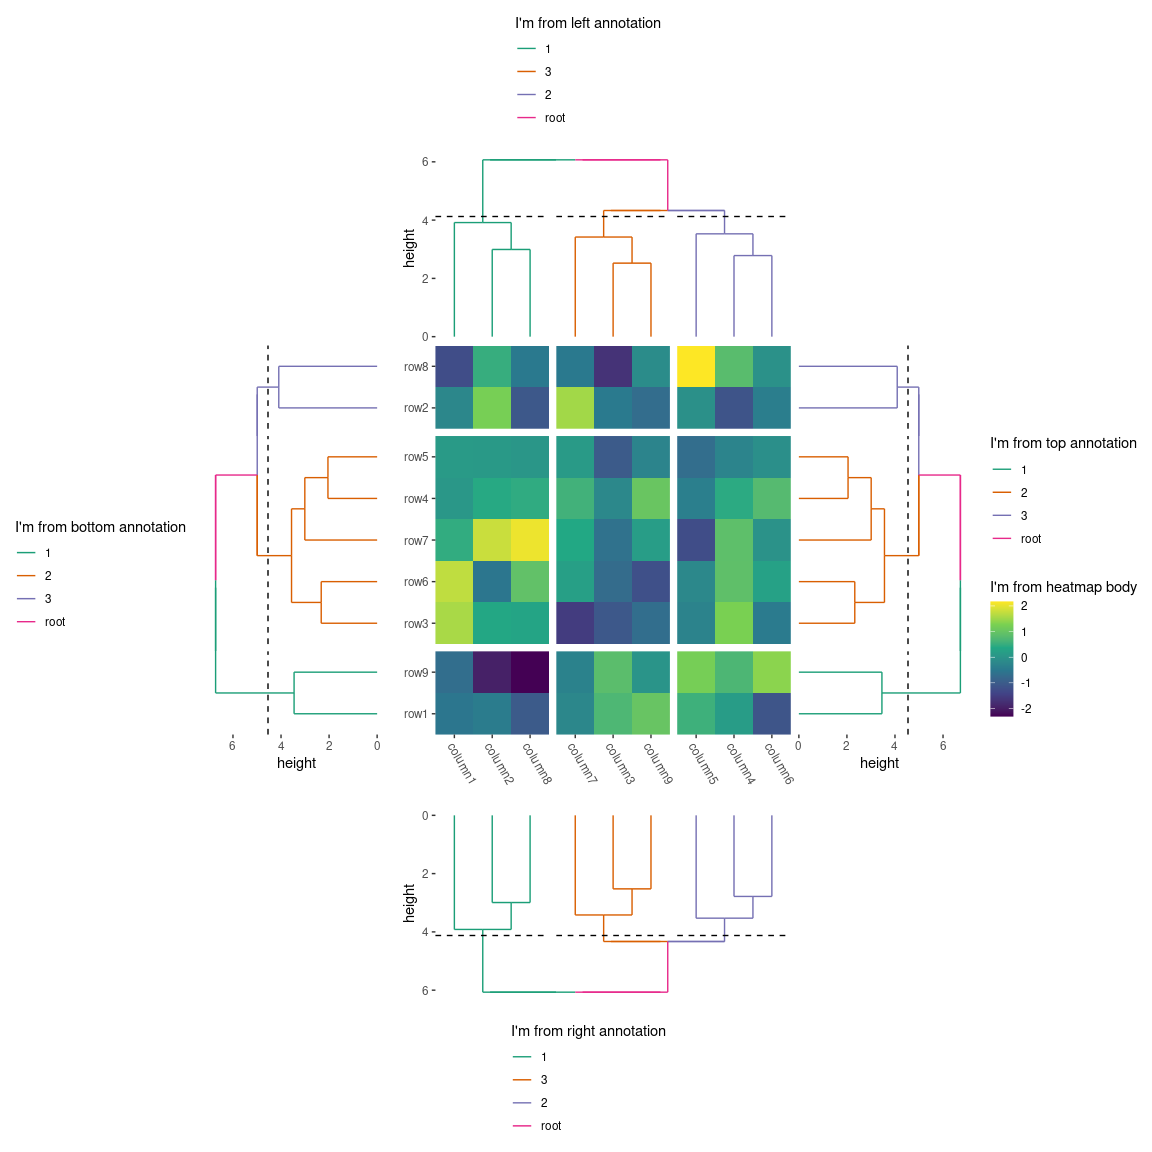 I'm from left annotation
1
3
2
root
6
4
2
0
height
row8
row2
row5
row4
row7
row6
row3
row9
row1
6 4 2 0
height
column1 column2 column8 column7 column3 column9 column5 column4 column6
0 2 4 6
height
I'm from bottom annotation
1
2
3
root
I'm from top annotation
1
2
3
root
I'm from heatmap body
2
1
0
-1
-2
0
2
4
6
height
I'm from right annotation
1
3
2
root